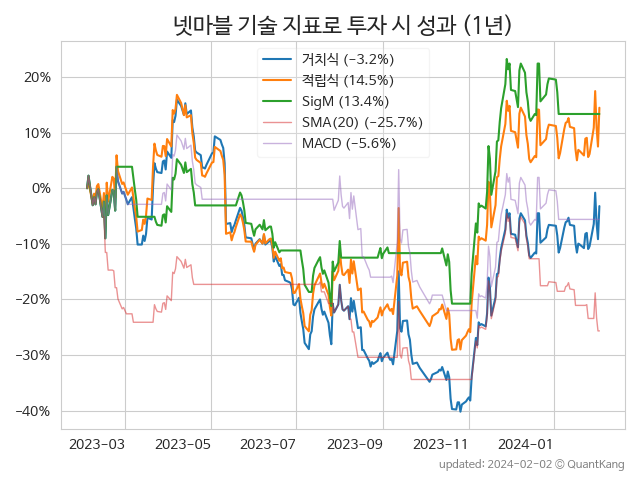 넷마블 기술 지표로 투자 시 성과 (1년)
거치식 (−3.2%)
적립식 (14.5%)
SigM (13.4%)
SMA(20) (−25.7%)
MACD (−5.6%)
20%
10%
0%
−10%
−20%
−30%
−40%
2023-03 2023-05 2023-07 2023-09 2023-11 2024-01
updated: 2024-02-02 © QuantKang